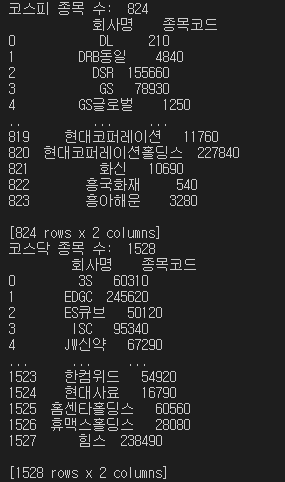 코스피 종목 수:  824
회사명    종목코드
0 DL 210
1 DRB동일 4840
2 DSR 155660
3 GS 78930
4 GS글로벌 1250
.. ... ...
819 현대코퍼레이션 11760
820 현대코퍼레이션홀딩스 227840
821 화신 10690
822 흥국화재 540
823 흥아해운 3280
[824 rows x 2 columns]
코스닥 종목 수:  1528
회사명    종목코드
0 3S 60310
1 EDGC 245620
2 ES큐브 50120
3 ISC 95340
4 JW신약 67290
... ... ...
1523 한컴위드 54920
1524 현대사료 16790
1525 홈센타홀딩스 60560
1526 휴맥스홀딩스 28080
1527 힘스 238490
[1528 rows x 2 columns]